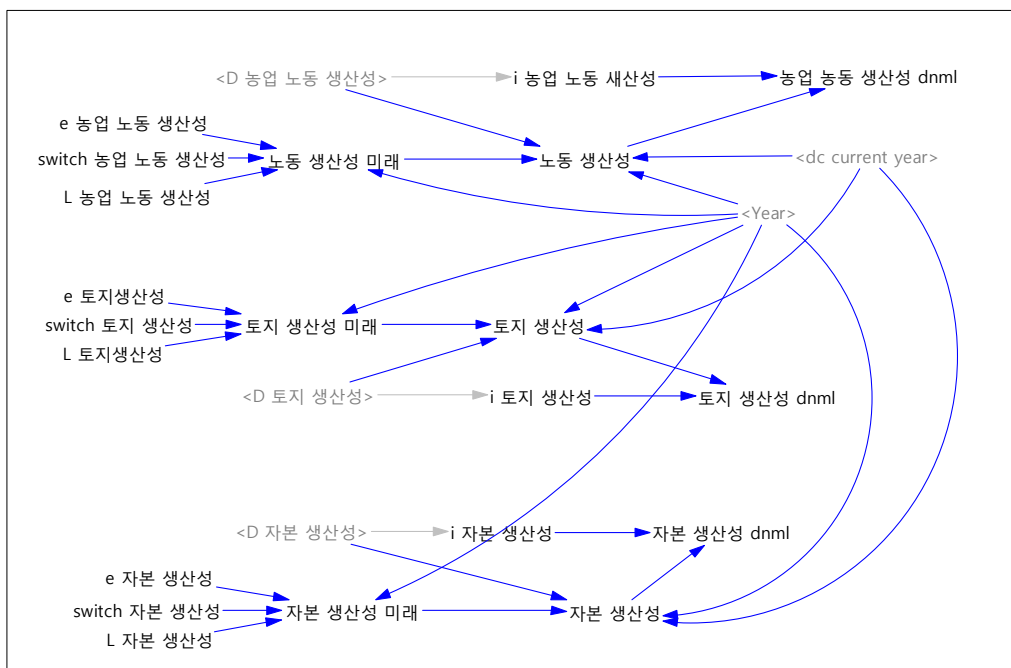 <D 농업 노동 생산성>
i 농업 노동 새산성
농업 농동 생산성 dnml
e 농업 노동 생산성
switch 농업 노동 생산성
L 농업 노동 생산성
노동 생산성 미래
노동 생산성
<dc current year>
<Year>
e 토지생산성
switch 토지 생산성
L 토지생산성
토지 생산성 미래
토지 생산성
<D 토지 생산성>
i 토지 생산성
토지 생산성 dnml
<D 자본 생산성>
i 자본 생산성
자본 생산성 dnml
e 자본 생산성
switch 자본 생산성
L 자본 생산성
자본 생산성 미래
자본 생산성